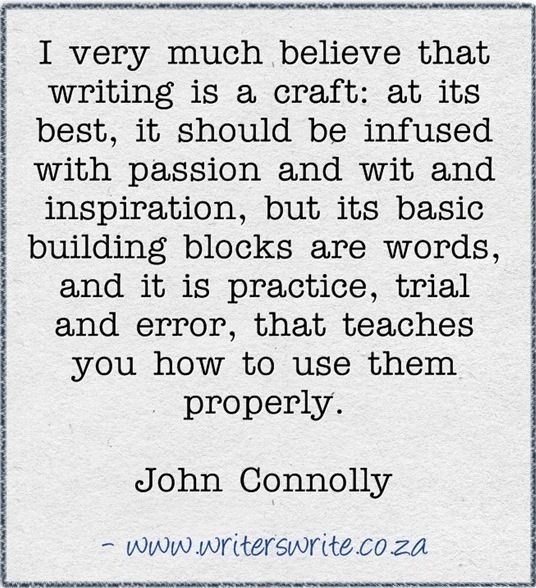 I very much believe that
writing is a craft: at its
best, it should be infused
with passion and wit and
inspiration, but its basic
building blocks are words,
and it is practice, trial
and error, that teaches
you how to use them
properly.
John Connolly
- www.writerswrite.co.za